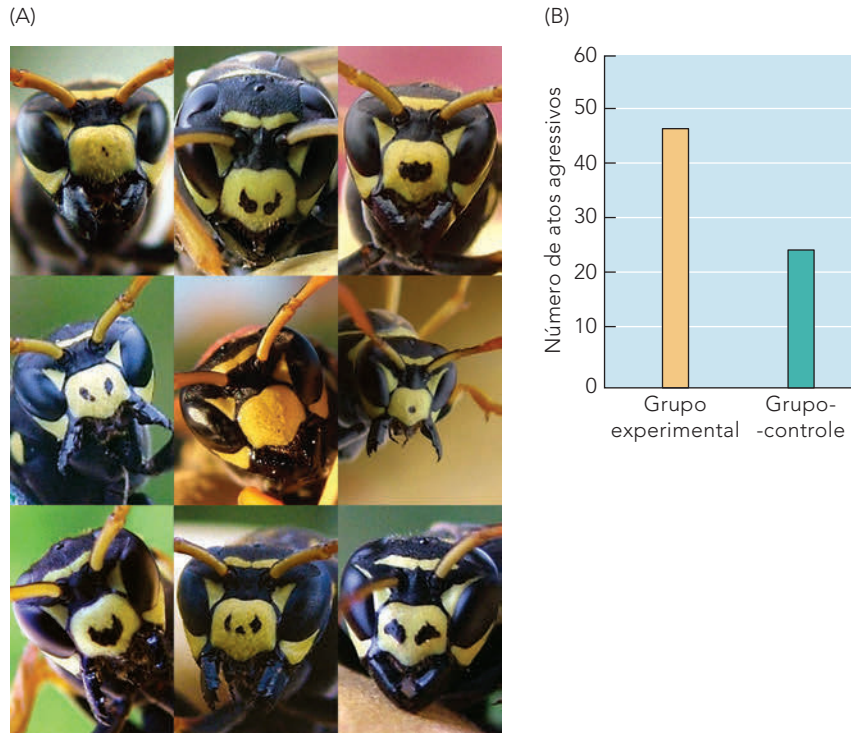 (A)
(B)
Número de atos agressivos
60
50
40
30
20
10
0
Grupo
experimental
Grupo-
-controle